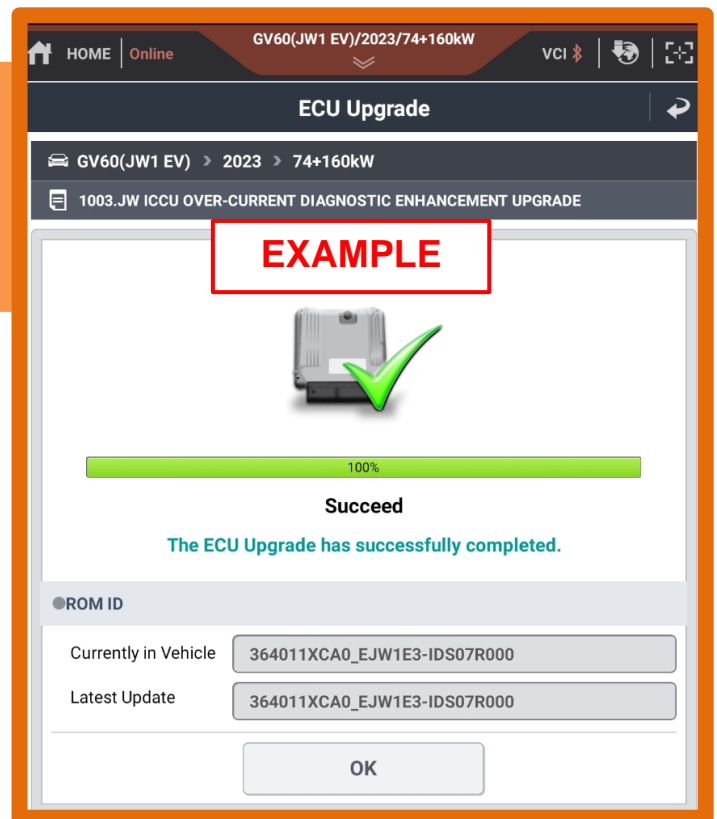 GV60(JW1 EV)/2023/74+160kW
HOME Online VCI
ECU Upgrade
GV60(JW1 EV) > 2023 > 74+160kW
1003.JW ICCU OVER-CURRENT DIAGNOSTIC ENHANCEMENT UPGRADE
EXAMPLE
100%
Succeed
The ECU Upgrade has successfully completed.
ROM ID
Currently in Vehicle 364011XCA0_EJW1E3-IDS07R000
Latest Update 364011XCA0_EJW1E3-IDS07R000
OK